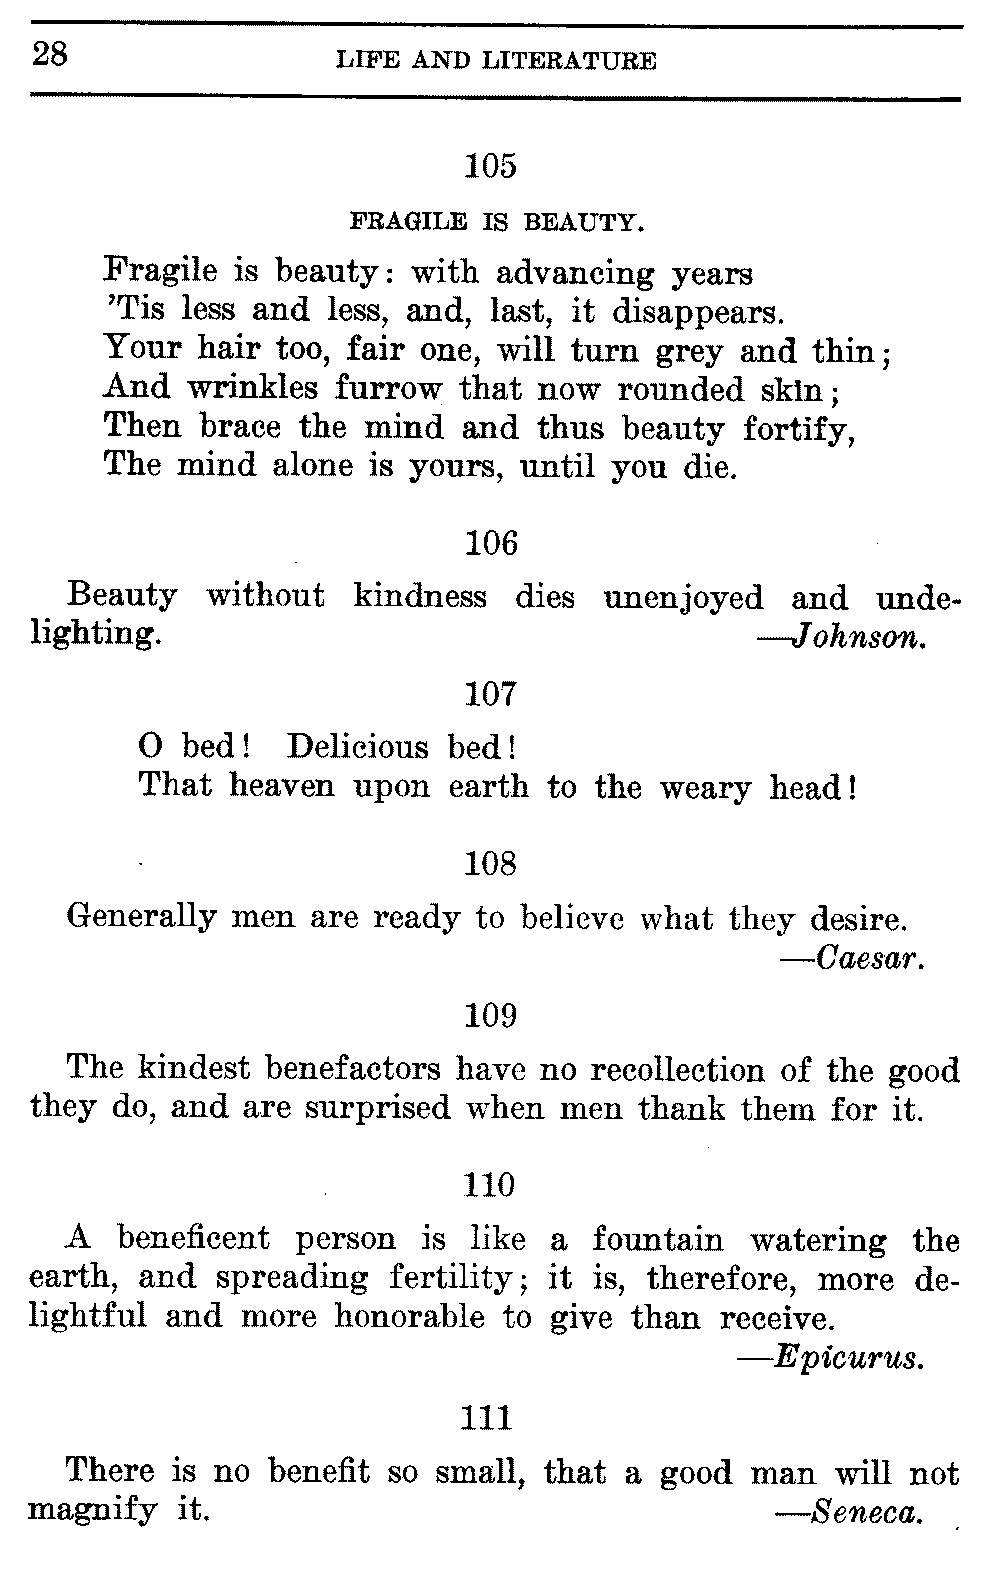 28
LIFE AND LITERATURE
105
FRAGILE IS BEAUTY.
Fragile is beauty: with advancing years
'Tis less and less, and, last, it disappears.
Your hair too, fair one, will turn grey and thin;
And wrinkles furrow that now rounded skin;
Then brace the mind and thus beauty fortify,
The mind alone is yours, until you die.
106
Beauty without kindness dies unenjoyed and unde-
lighting. —Johnson.
107
O bed! Delicious bed!
That heaven upon earth to the weary head!
108
Generally men are ready to believe what they desire.
—Caesar.
109
The kindest benefactors have no recollection of the good
they do, and are surprised when men thank them for it.
110
A beneficent person is like a fountain watering the
earth, and spreading fertility; it is, therefore, more de-
lightful and more honorable to give than receive.
—Epicurus.
111
There is no benefit so small, that a good man will not
magnify it. —Seneca.